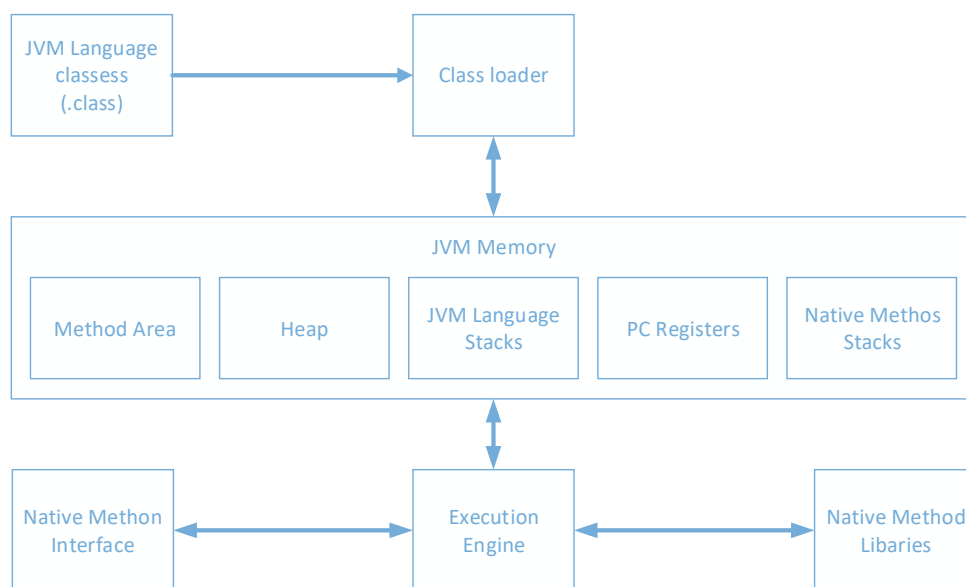 JVM Language
classess
(.class)
Class loader
JVM Memory
Method Area
Heap
JVM Language
Stacks
PC Registers
Native Methos
Stacks
Native Methon
Interface
Execution
Engine
Native Method
Libaries